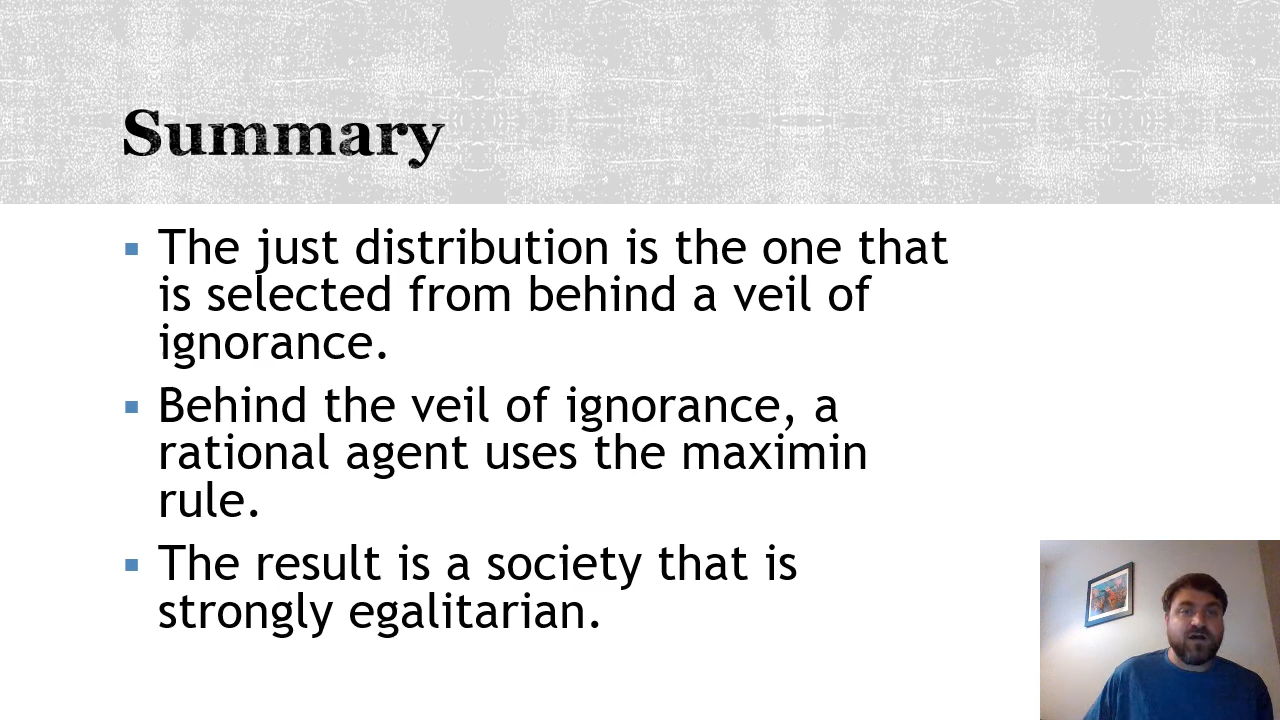 Summary
The just distribution is the one that
is selected from behind a veil of
ignorance.
Behind the veil of ignorance, a
rational agent uses the maximin
rule.
The result is a society that is
strongly egalitarian.